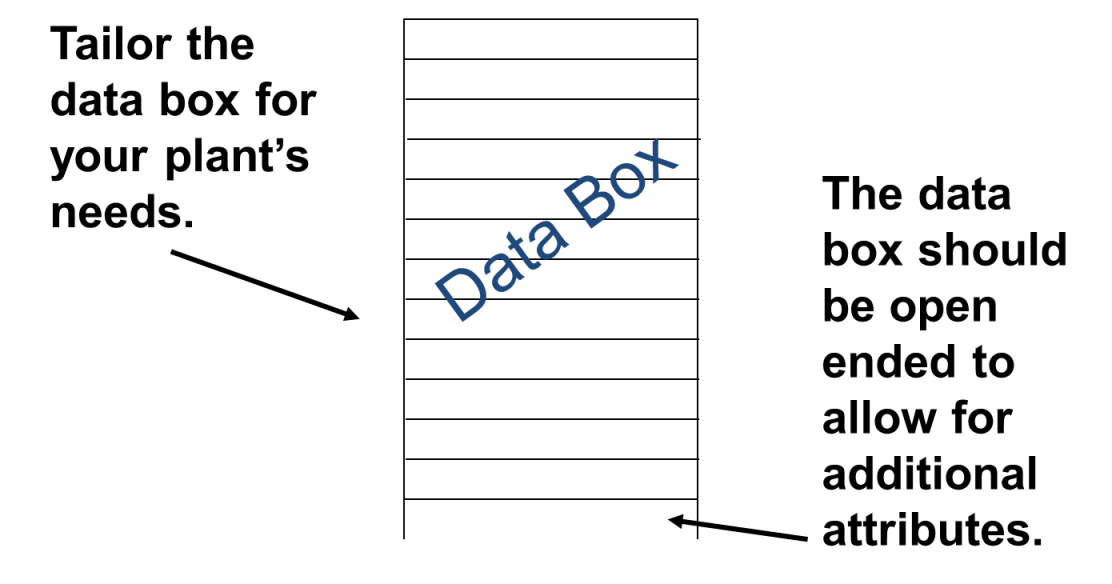 Tailor the
data box for
your plant’s
needs.
Data Box
The data
box should
be open
ended to
allow for
additional
attributes.